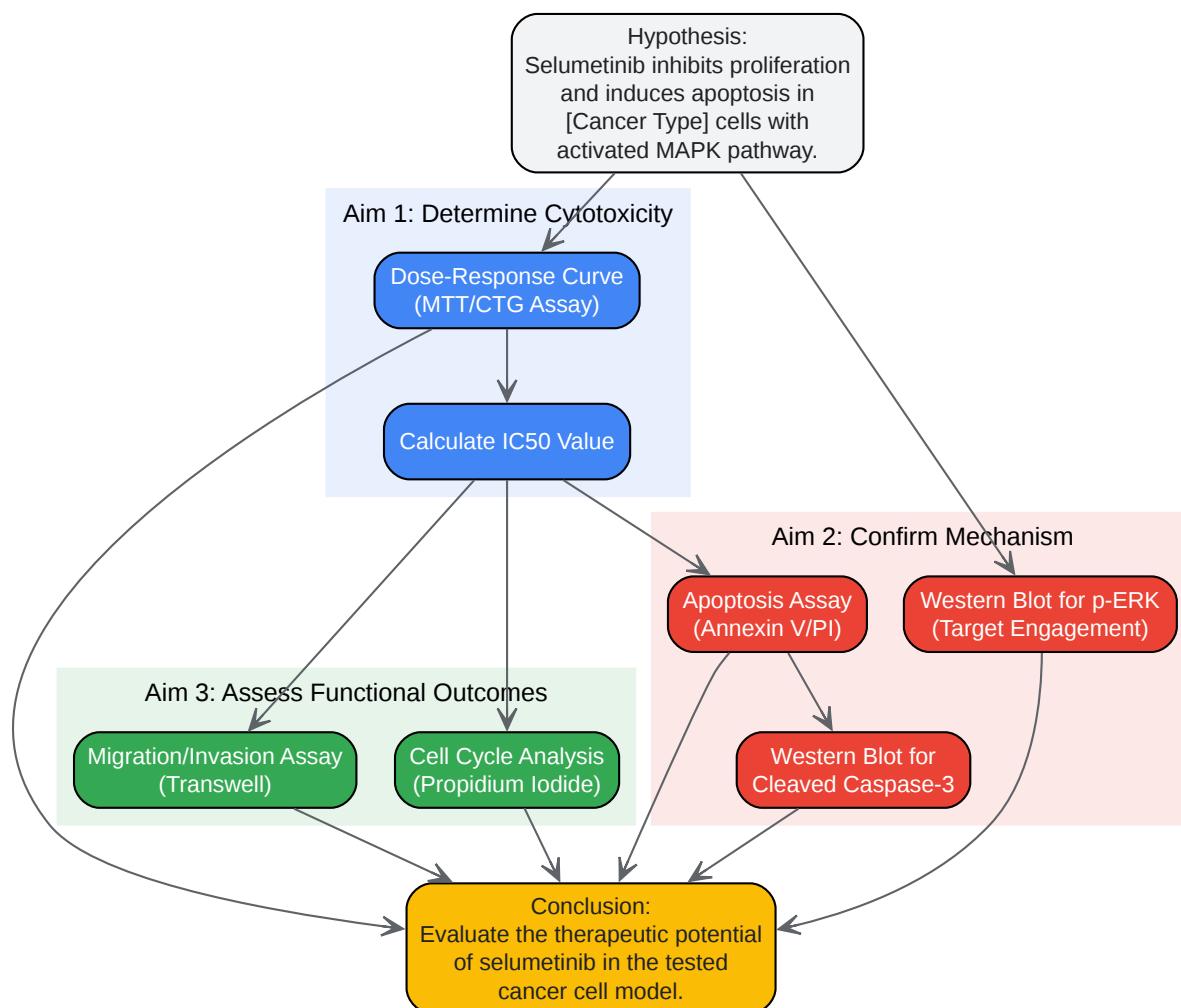 Hypothesis:
Selumetinib inhibits proliferation
and induces apoptosis in
[Cancer Type] cells with
activated MAPK pathway.
Aim 1: Determine Cytotoxicity
Dose-Response Curve
(MTT/CTG Assay)
Calculate IC50 Value
Aim 2: Confirm Mechanism
Apoptosis Assay
(Annexin V/PI)
Western Blot for p-ERK
(Target Engagement)
Aim 3: Assess Functional Outcomes
Migration/Invasion Assay
(Transwell)
Cell Cycle Analysis
(Propidium Iodide)
Western Blot for
Cleaved Caspase-3
Conclusion:
Evaluate the therapeutic potential
of selumetinib in the tested
cancer cell model.